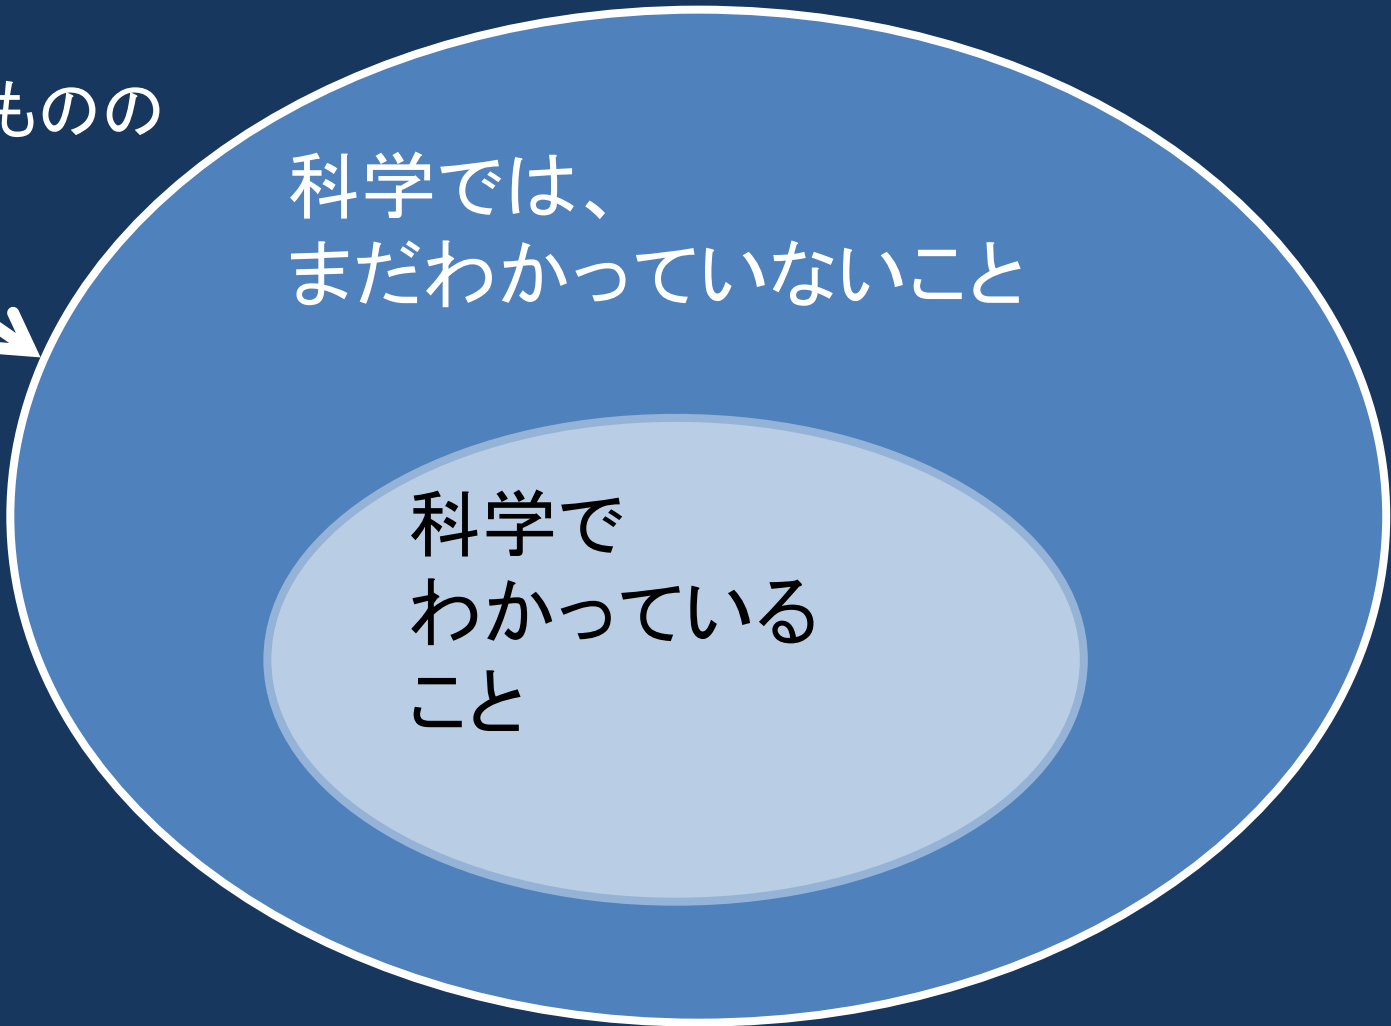 ものの
科学では、
まだわかっていないこと
科学で
わかっている
こと